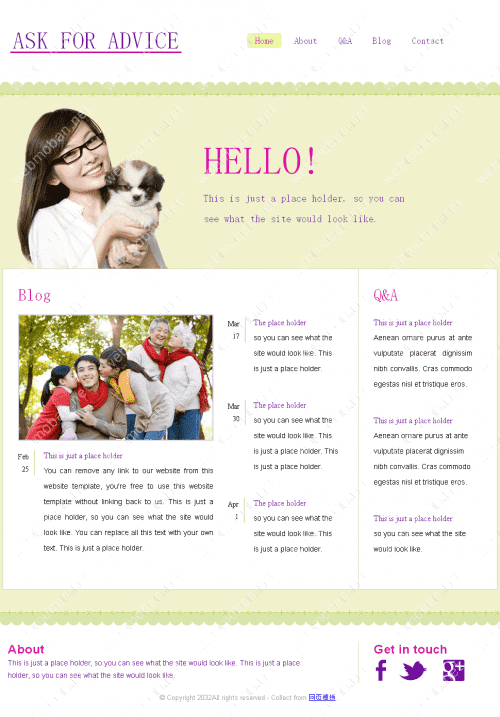 ASK FOR ADVICE
Home About Q&A Blog Contact
HELLO!
This is just a place holder, so you can
see what the site would look like.
Blog
Feb
25
This is just a place holder
You can remove any link to our website from this
website template, you're free to use this website
template without linking back to us. This is just a
place holder, so you can see what the site would
look like. You can replace all this text with your own
text. This is just a place holder.
Mar
17
The place holder
so you can see what the
site would look like. This
is just a place holder.
Mar
30
The place holder
so you can see what the
site would look like. This
is just a place holder. This
is just a place holder.
Apr
1
The place holder
so you can see what the
site would look like. This
is just a place holder.
Q&A
This is just a place holder
Aenean ornare purus at ante
vulputate placerat dignissim
nibh convallis. Cras commodo
egestas nisl et tristique eros.
This is just a place holder
Aenean ornare purus at ante
vulputate placerat dignissim
nibh convallis. Cras commodo
egestas nisl et tristique eros.
This is just a place holder
so you can see what the site
would look like.
About
This is just a place holder, so you can see what the site would look like. This is just a place
holder, so you can see what the site would look like.
Get in touch
© Copyright 2032All rights reserved - Collect from 网页模板